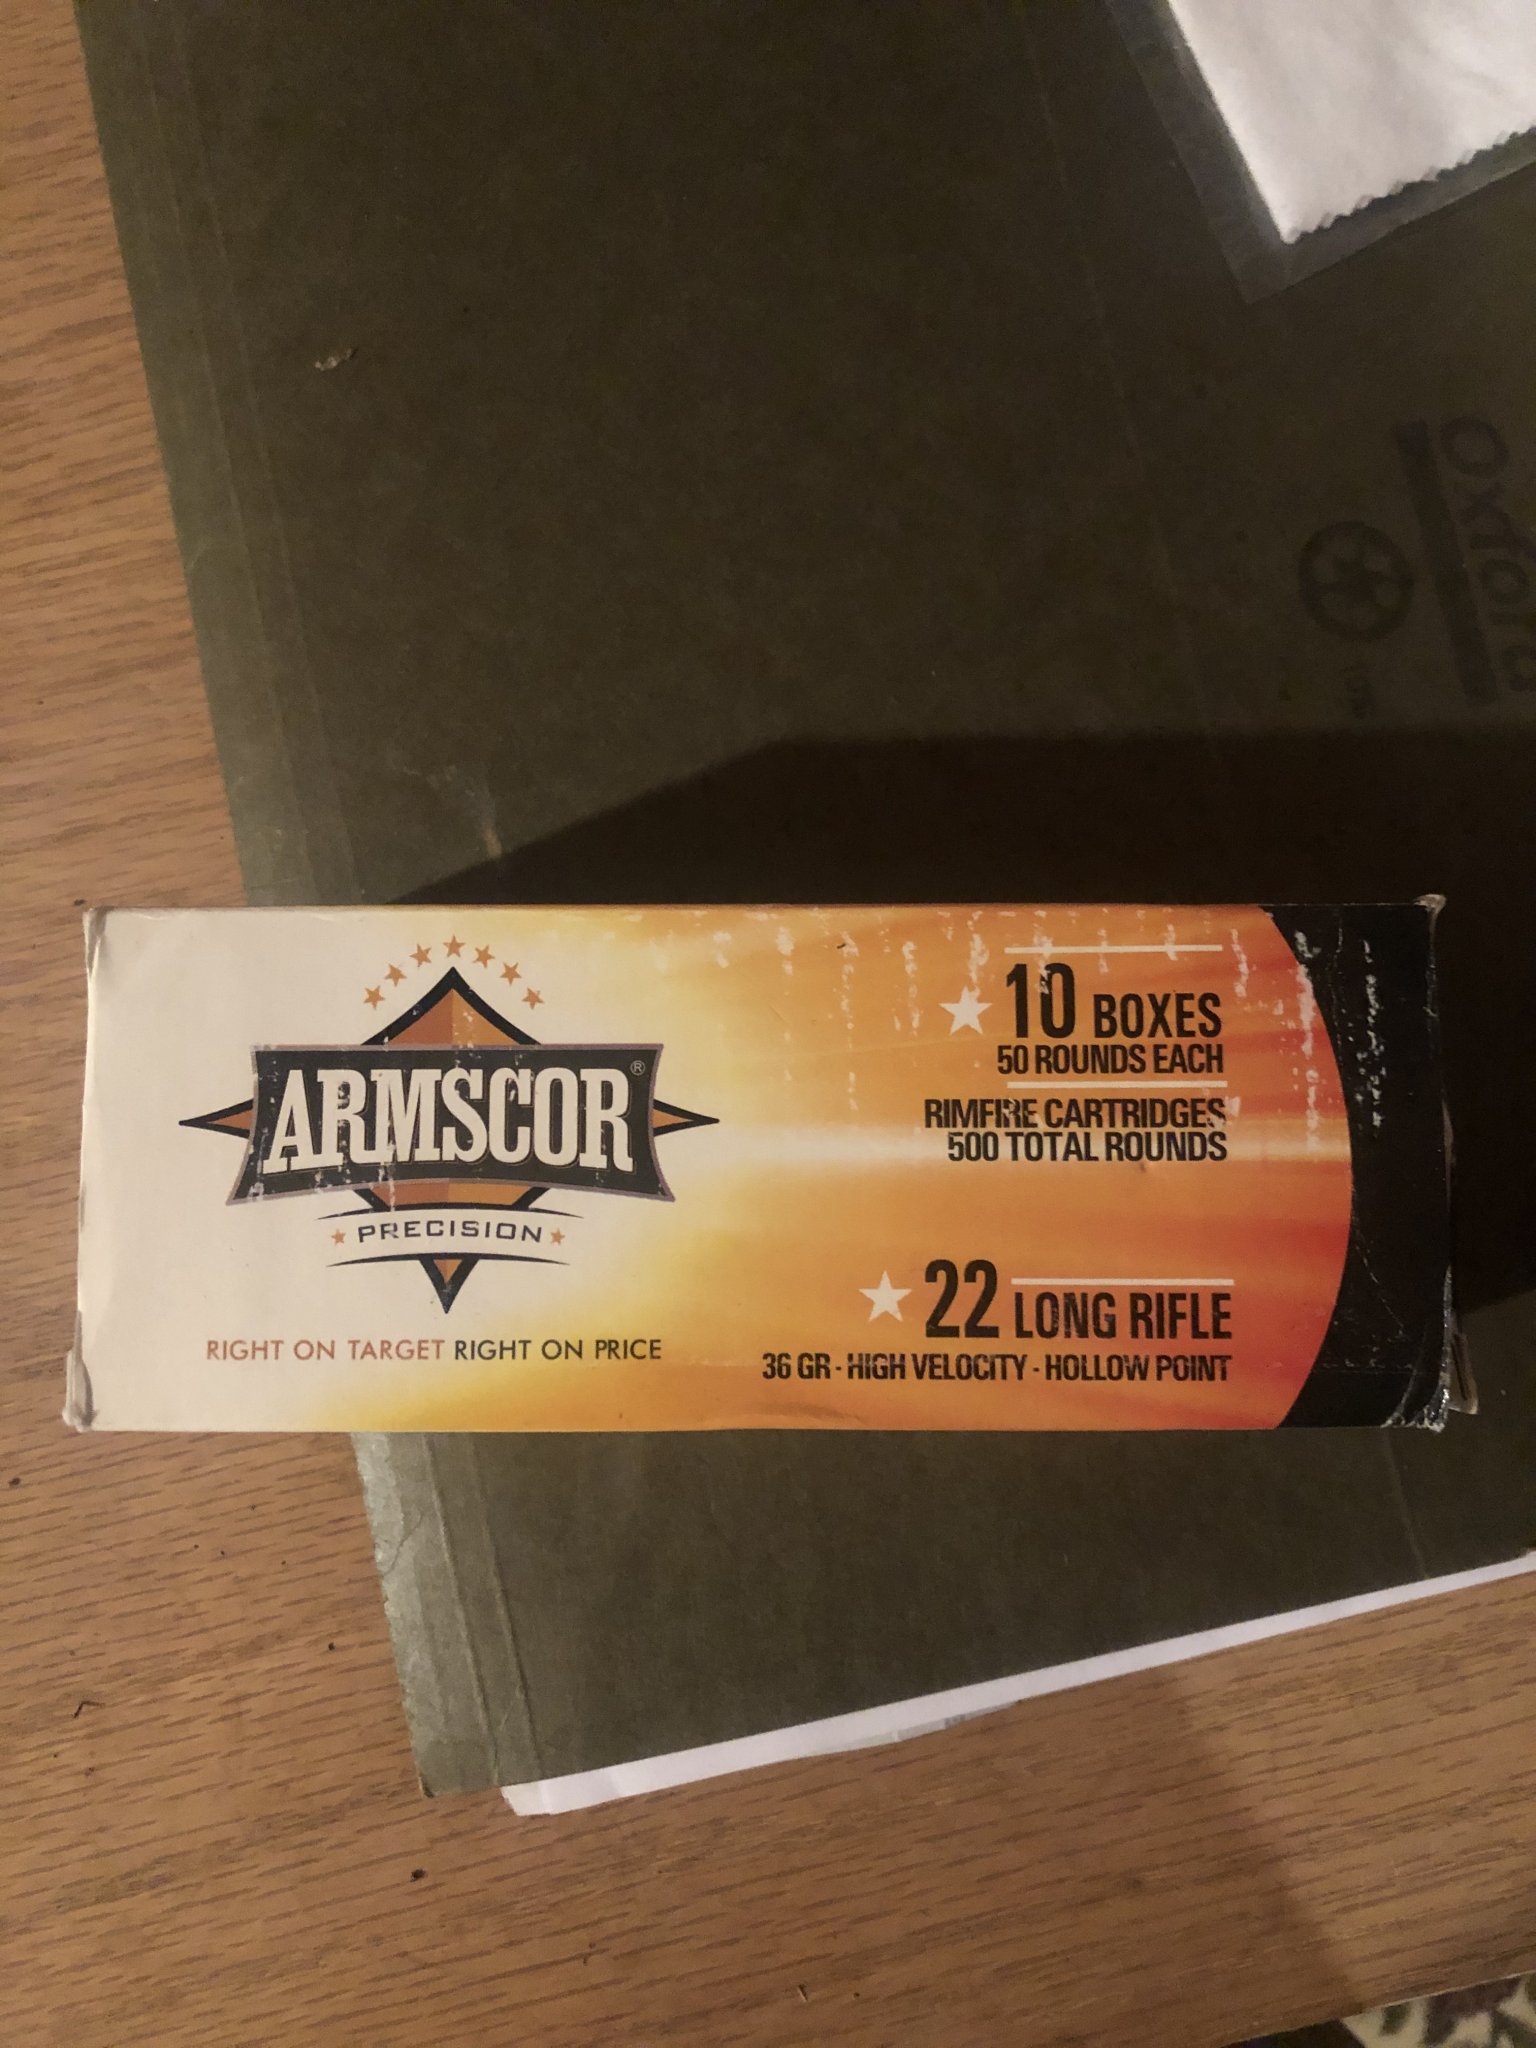 OXFORD
ARMSCOR®
PRECISION
RIGHT ON TARGET RIGHT ON PRICE
10 BOXES
50 ROUNDS EACH
RIMFIRE CARTRIDGES
500 TOTAL ROUNDS
22 LONG RIFLE
36 GR - HIGH VELOCITY - HOLLOW POINT